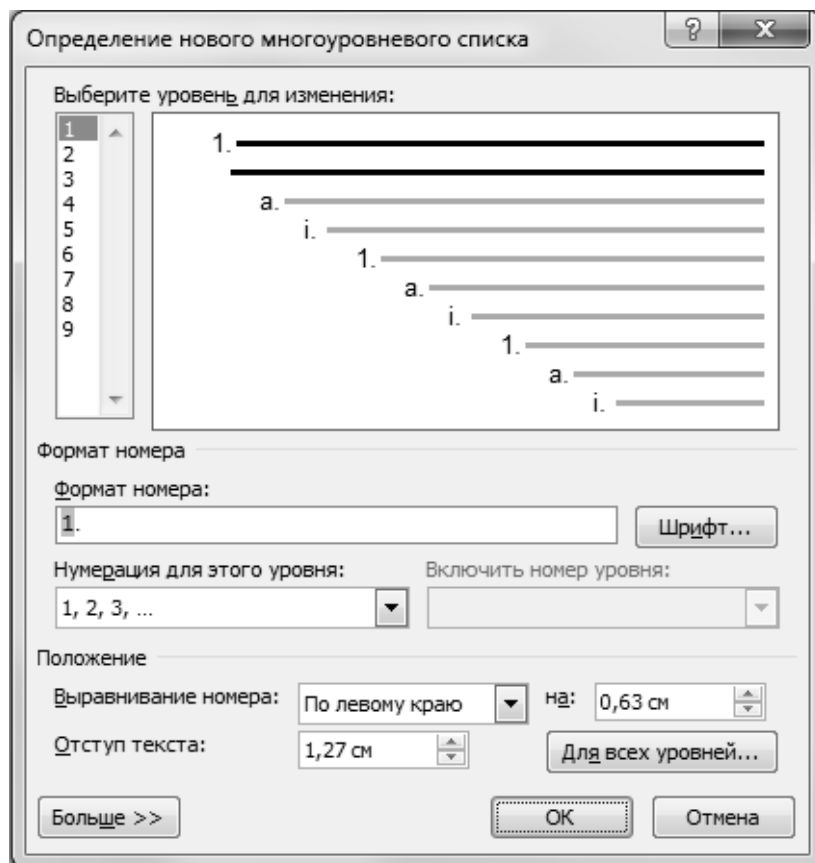 Определение нового многоуровневого списка
Выберите уровень для изменения:
1
2
3
4
5
6
7
8
9
1.
a.
i.
1.
a.
i.
1.
a.
i.
Формат номера
Формат номера:
1.
Шрифт...
Нумерация для этого уровня: Включить номер уровня:
1, 2, 3, ...
Положение
Выравнивание номера: По левому краю на: 0,63 см
Отступ текста: 1,27 см Для всех уровней...
Больше >> ОК Отмена